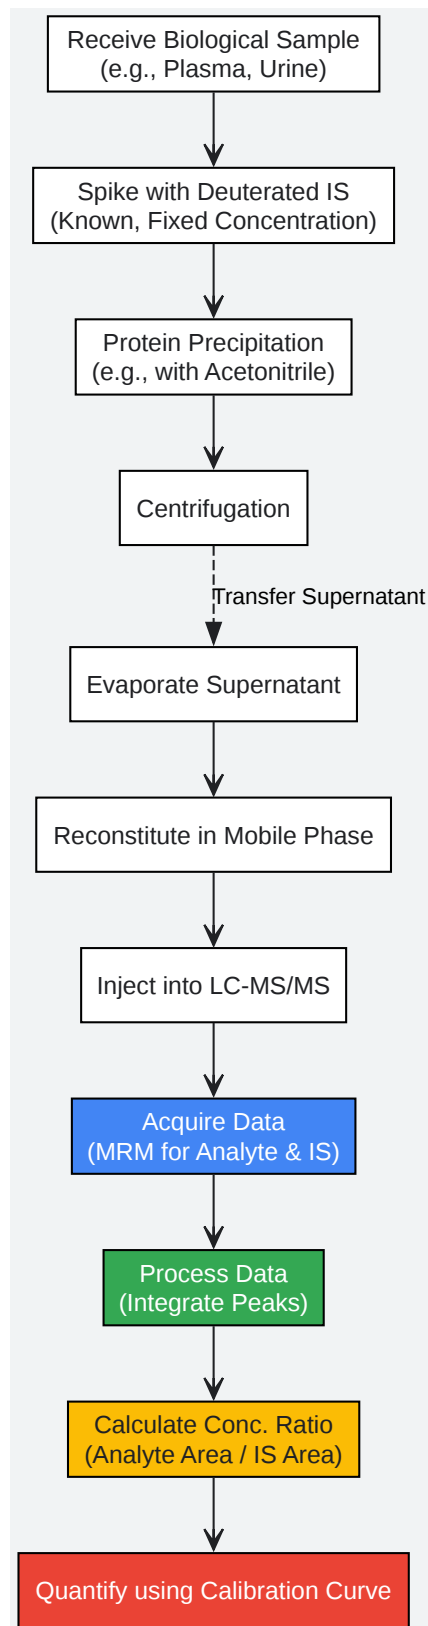 Receive Biological Sample
(e.g., Plasma, Urine)
Spike with Deuterated IS
(Known, Fixed Concentration)
Protein Precipitation
(e.g., with Acetonitrile)
Centrifugation
Transfer Supernatant
Evaporate Supernatant
Reconstitute in Mobile Phase
Inject into LC-MS/MS
Acquire Data
(MRM for Analyte & IS)
Process Data
(Integrate Peaks)
Calculate Conc. Ratio
(Analyte Area / IS Area)
Quantify using Calibration Curve